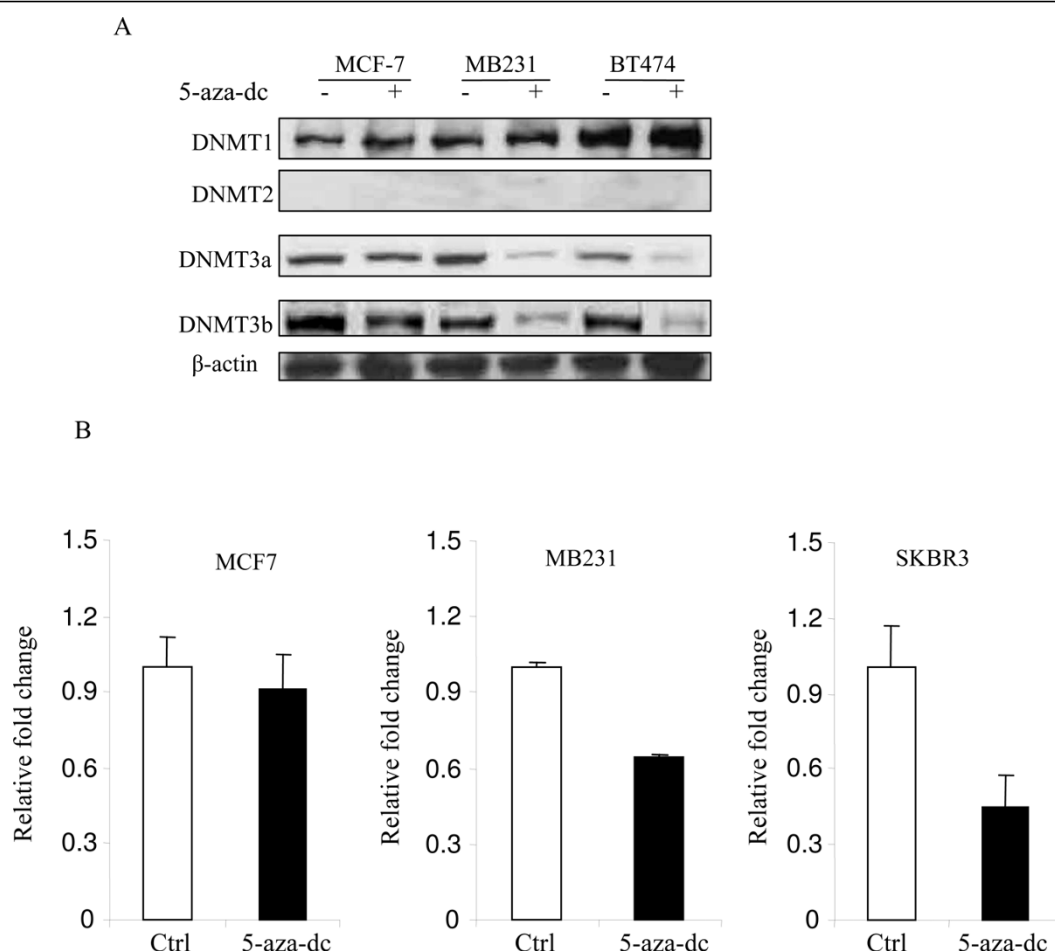 A
MCF-7 MB231 BT474
5-aza-dc - + - + - +
DNMT1
DNMT2
DNMT3a
DNMT3b
β-actin
B
MCF7
Relative fold change
1.5
1.2
0.9
0.6
0.3
0
Ctrl 5-aza-dc
MB231
Relative fold change
1.5
1.2
0.9
0.6
0.3
0
Ctrl 5-aza-dc
SKBR3
Relative fold change
1.5
1.2
0.9
0.6
0.3
0
Ctrl 5-aza-dc